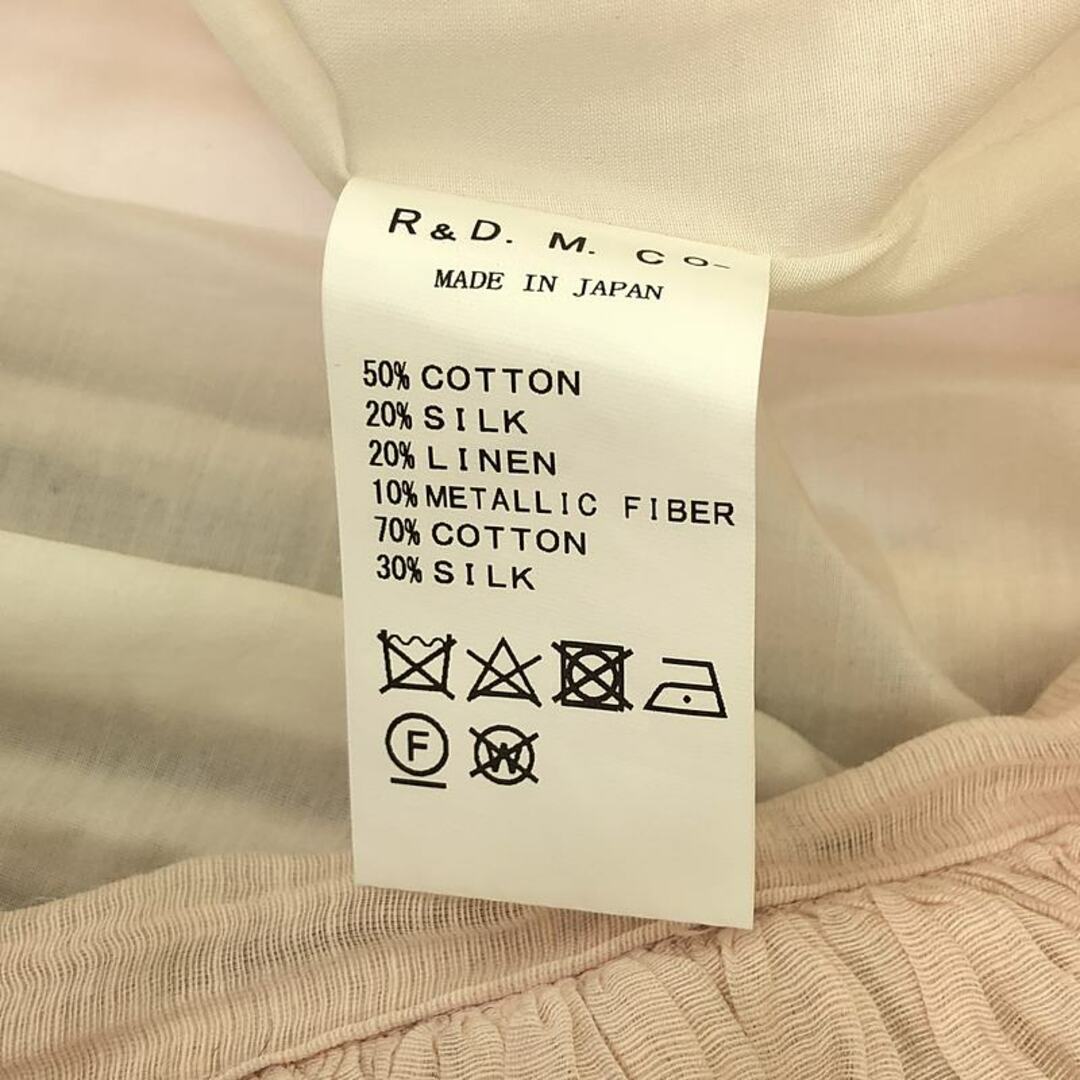 R&D. M. Co-
MADE IN JAPAN
50% COTTON
20% SILK
20% LINEN
10% METALLIC FIBER
70% COTTON
30% SILK
F W